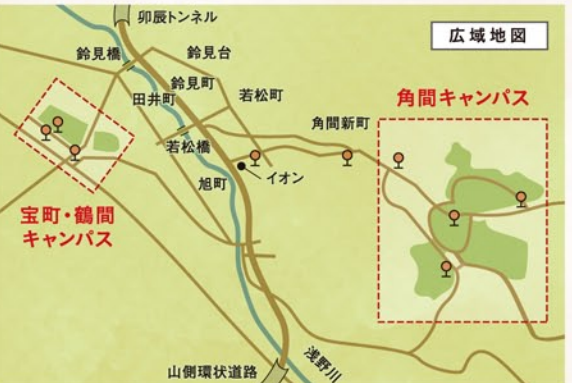 卯辰トンネル
広域地図
鈴見橋
鈴見台
鈴見町
田井町
若松町
角間キャンパス
角間新町
若松橋
旭町
イオン
宝町・鶴間
キャンパス
山側環状道路
浅野川